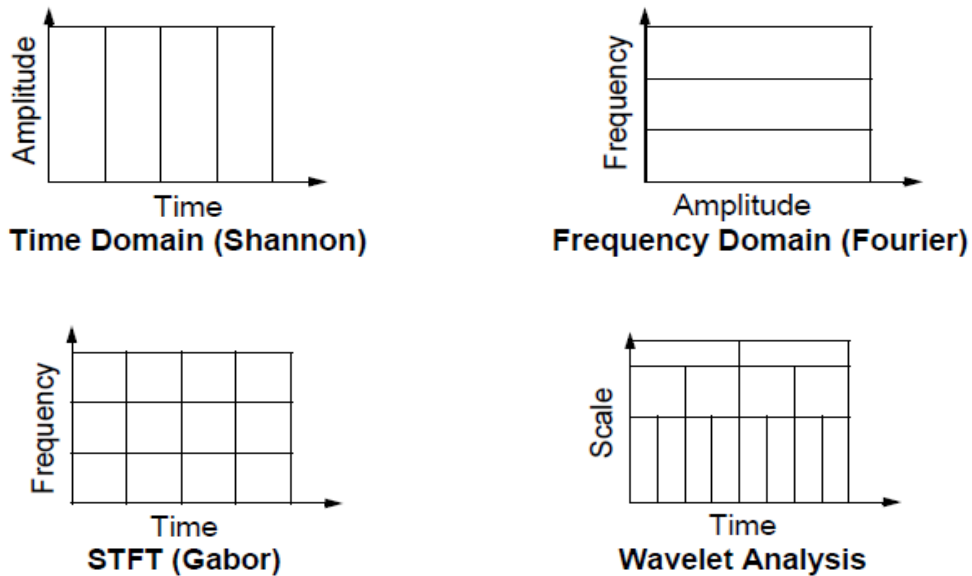 Amplitude
Time
Time Domain (Shannon)
Frequency
Amplitude
Frequency Domain (Fourier)
Frequency
Time
STFT (Gabor)
Scale
Time
Wavelet Analysis